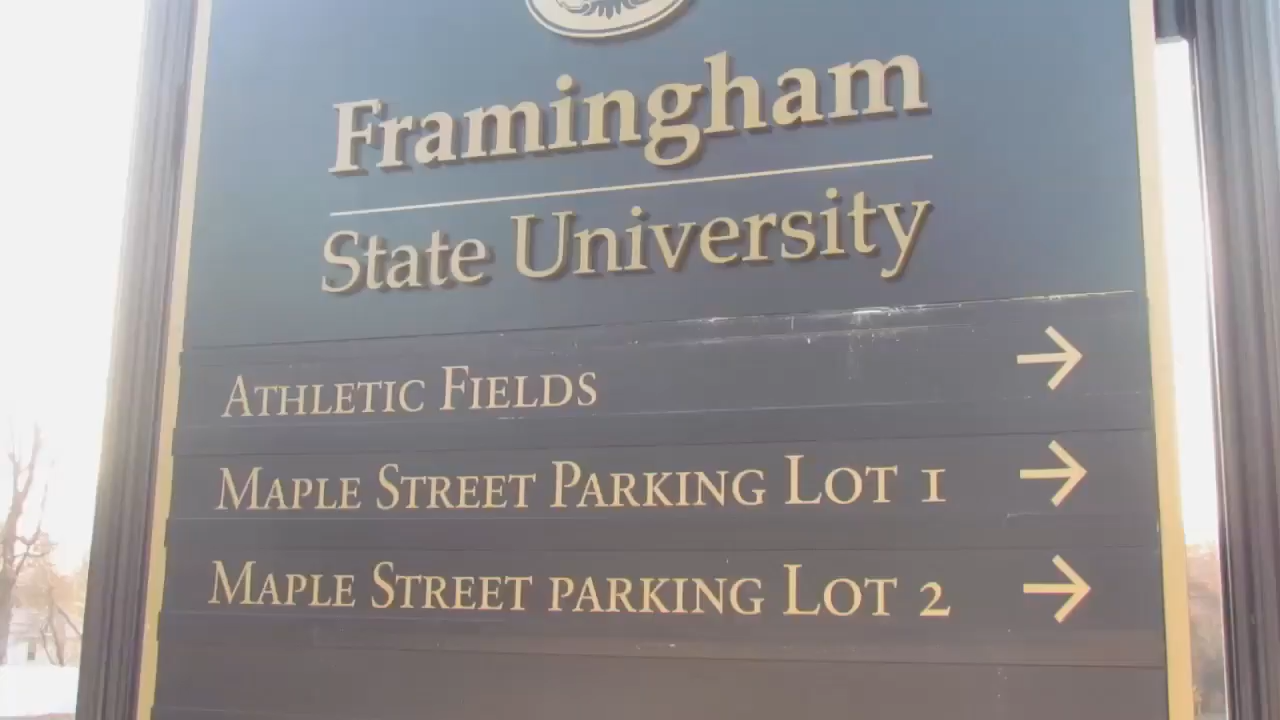 Framingham
State University
ATHLETIC FIELDS →
MAPLE STREET PARKING LOT 1 →
MAPLE STREET PARKING LOT 2 →